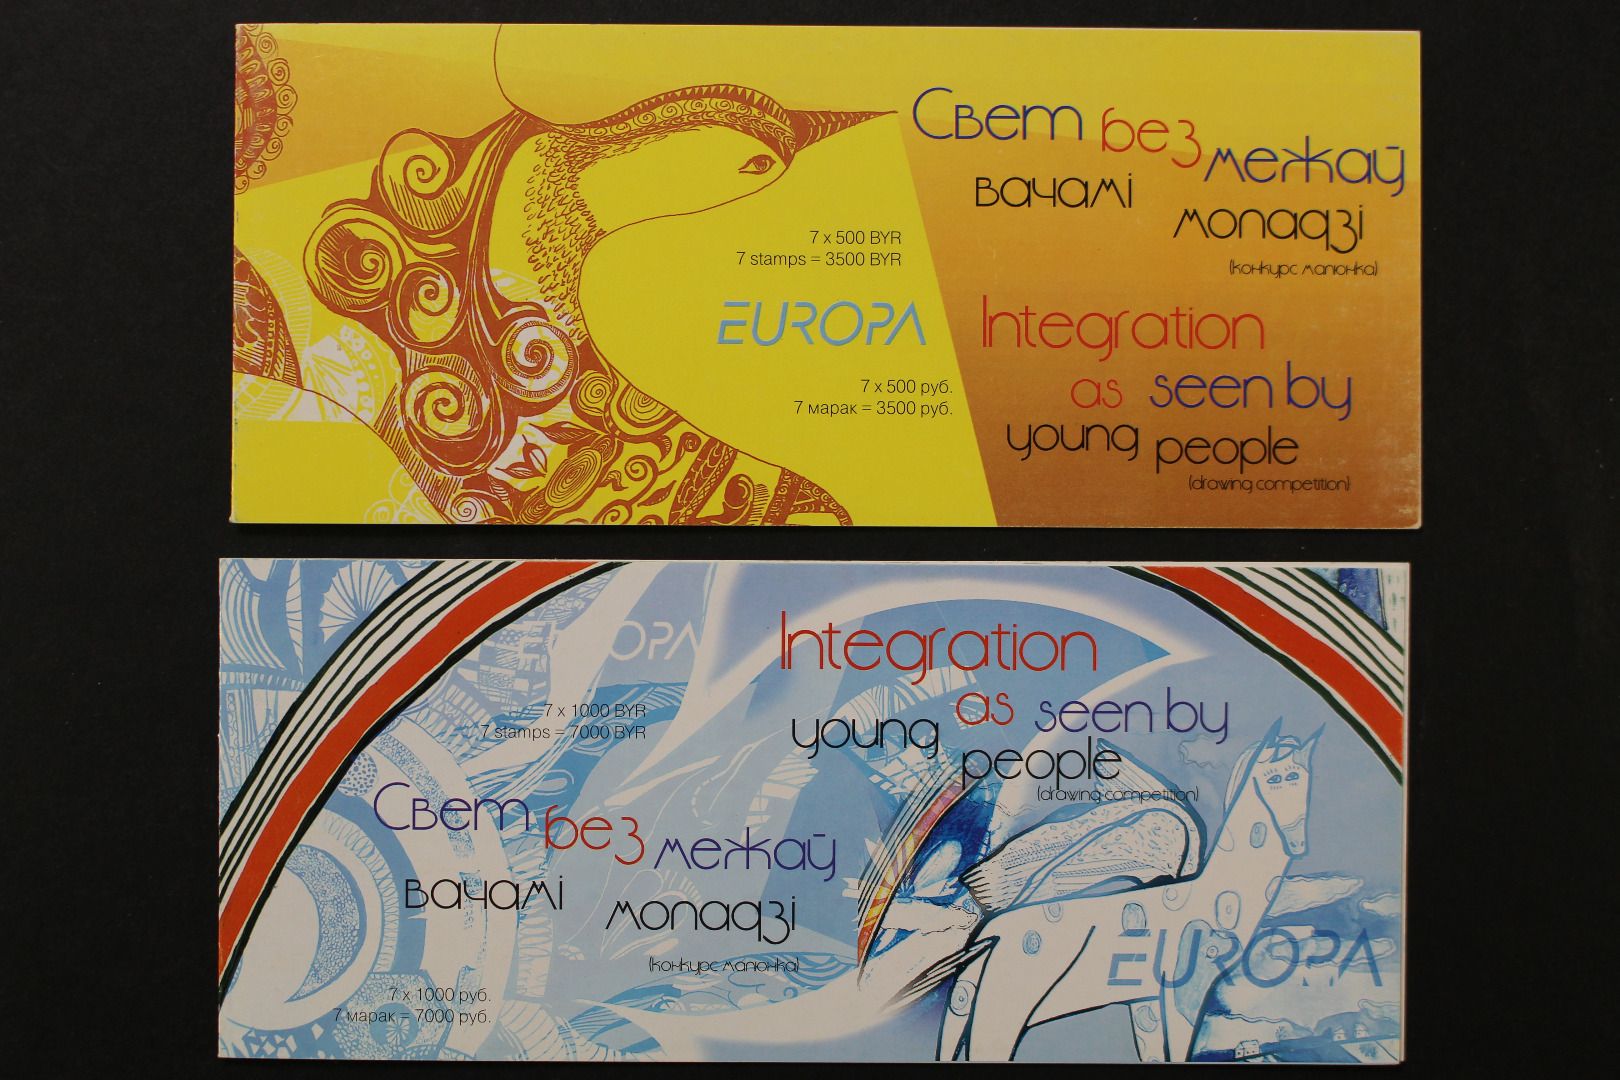 Свет без межаў
вачамі моладзі
(конкурс малюнка)
7 x 500 BYR
7 stamps = 3500 BYR
EUROPA
7 x 500 руб.
7 марак = 3500 руб.
Integration
as seen by
young people
(drawing competition)
EUROPA
Integration
as seen by
young people
(drawing competition)
7 x 1000 BYR
7 stamps = 7000 BYR
Свет без межаў
вачамі моладзі
(конкурс малюнка)
EUROPA
7 x 1000 руб.
7 марак = 7000 руб.